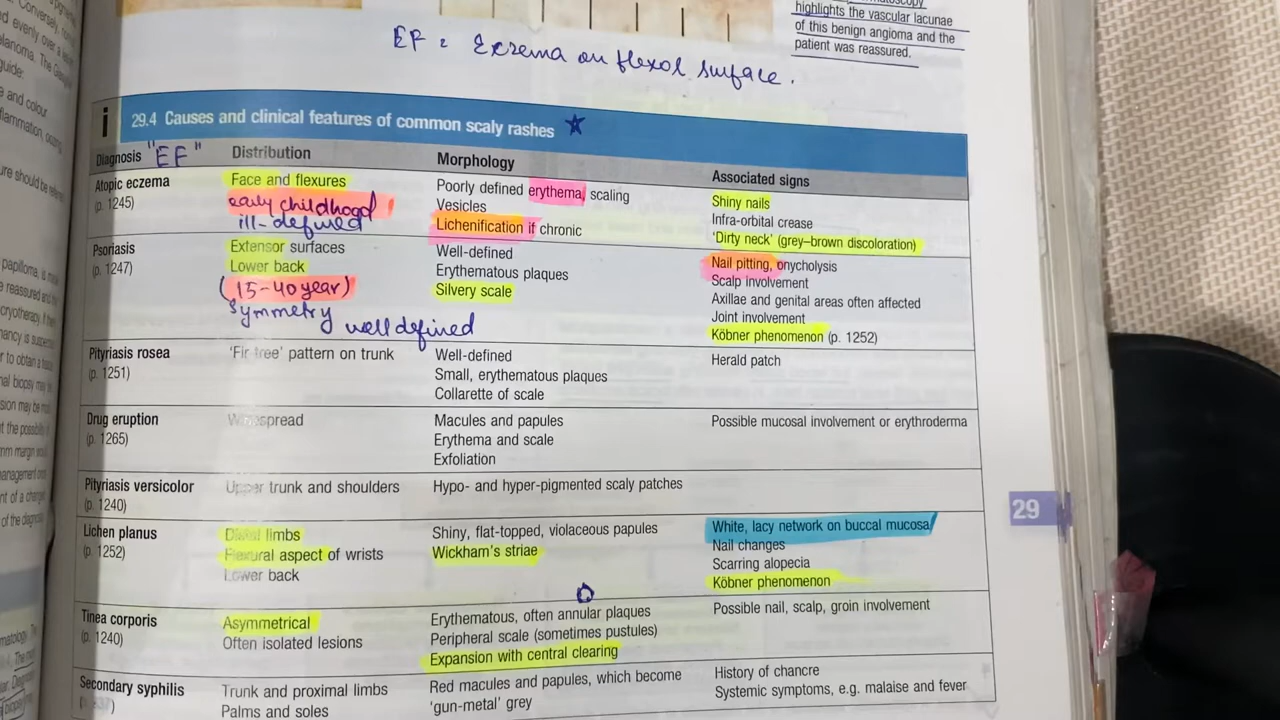 highlights the vascular lacunae
of this benign angioma and the
patient was reassured.
EF : Eczema on flexol surface.
i 29.4 Causes and clinical features of common scaly rashes
Diagnosis "EF" Distribution Morphology Associated signs
Atopic eczema
(p. 1245)
Face and flexures
early childhood
ill-defined
Poorly defined erythema, scaling
Vesicles
Lichenification if chronic
Shiny nails
Infra-orbital crease
'Dirty neck' (grey–brown discoloration)
Psoriasis
(p. 1247)
Extensor surfaces
Lower back
(15-40year)
Symmetry well defined
Well-defined
Erythematous plaques
Silvery scale
Nail pitting, onycholysis
Scalp involvement
Axillae and genital areas often affected
Joint involvement
Köbner phenomenon (p. 1252)
Pityriasis rosea
(p. 1251)
'Fir tree' pattern on trunk
Well-defined
Small, erythematous plaques
Collarette of scale
Herald patch
Drug eruption
(p. 1265)
Widespread
Macules and papules
Erythema and scale
Exfoliation
Possible mucosal involvement or erythroderma
Pityriasis versicolor
(p. 1240)
Upper trunk and shoulders
Hypo- and hyper-pigmented scaly patches
Lichen planus
(p. 1252)
Distal limbs
Flexural aspect of wrists
Lower back
Shiny, flat-topped, violaceous papules
Wickham's striae
White, lacy network on buccal mucosa
Nail changes
Scarring alopecia
Köbner phenomenon
Tinea corporis
(p. 1240)
Asymmetrical
Often isolated lesions
Erythematous, often annular plaques
Peripheral scale (sometimes pustules)
Expansion with central clearing
Possible nail, scalp, groin involvement
Secondary syphilis
Trunk and proximal limbs
Palms and soles
Red macules and papules, which become
'gun-metal' grey
History of chancre
Systemic symptoms, e.g. malaise and fever
29